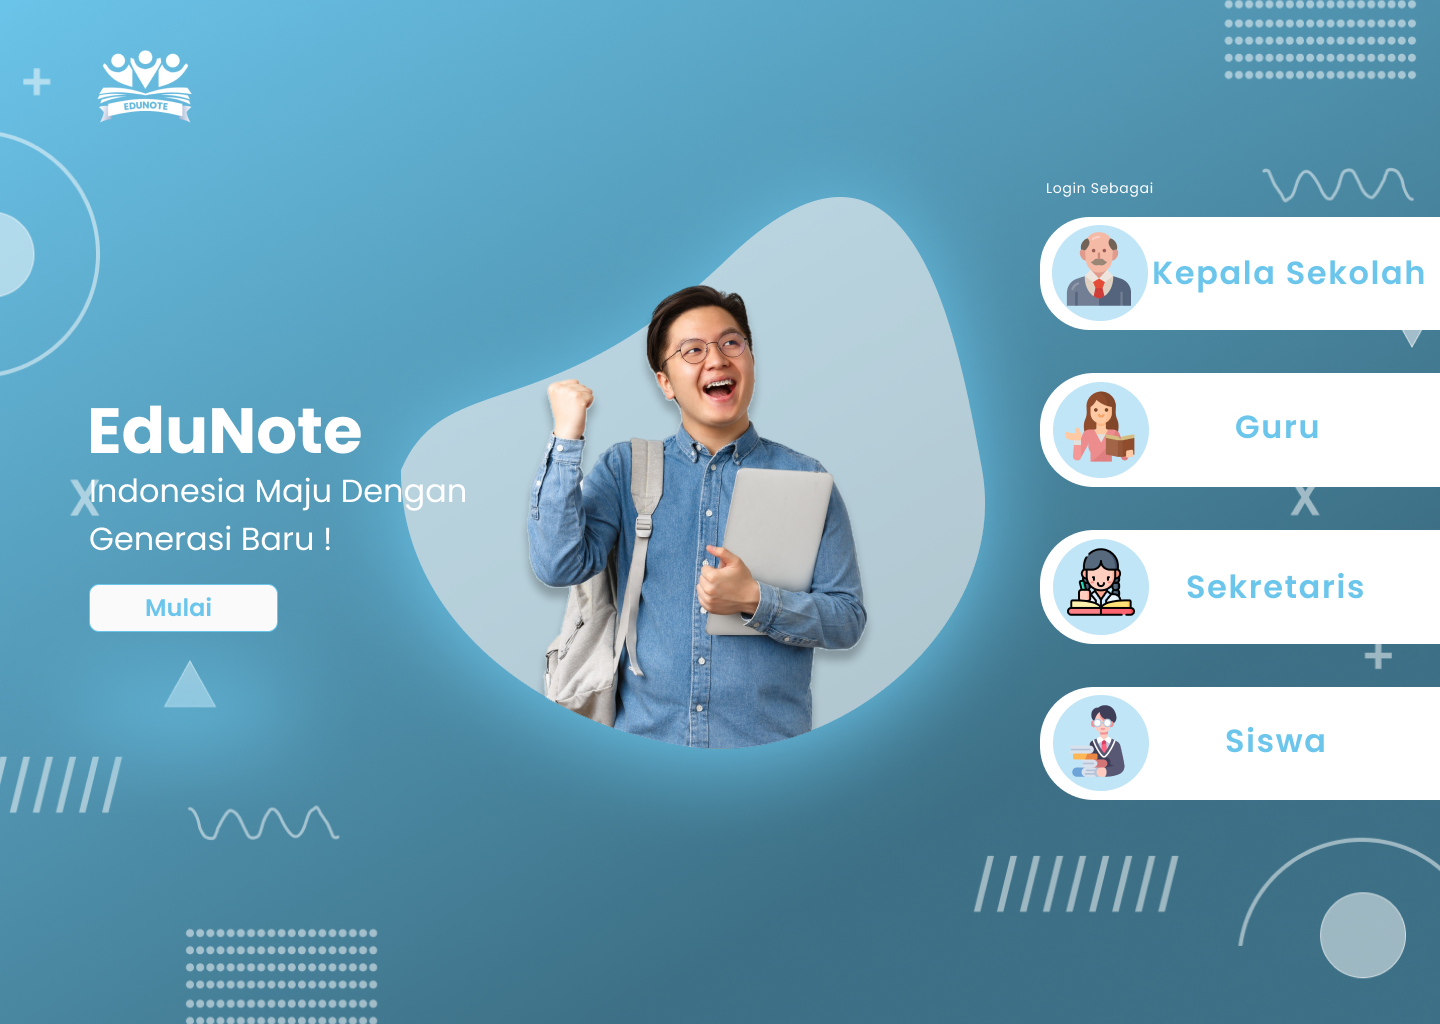 EDUNOTE
Login Sebagai
Kepala Sekolah
Guru
Sekretaris
Siswa
EduNote
Indonesia Maju Dengan
Generasi Baru !
Mulai